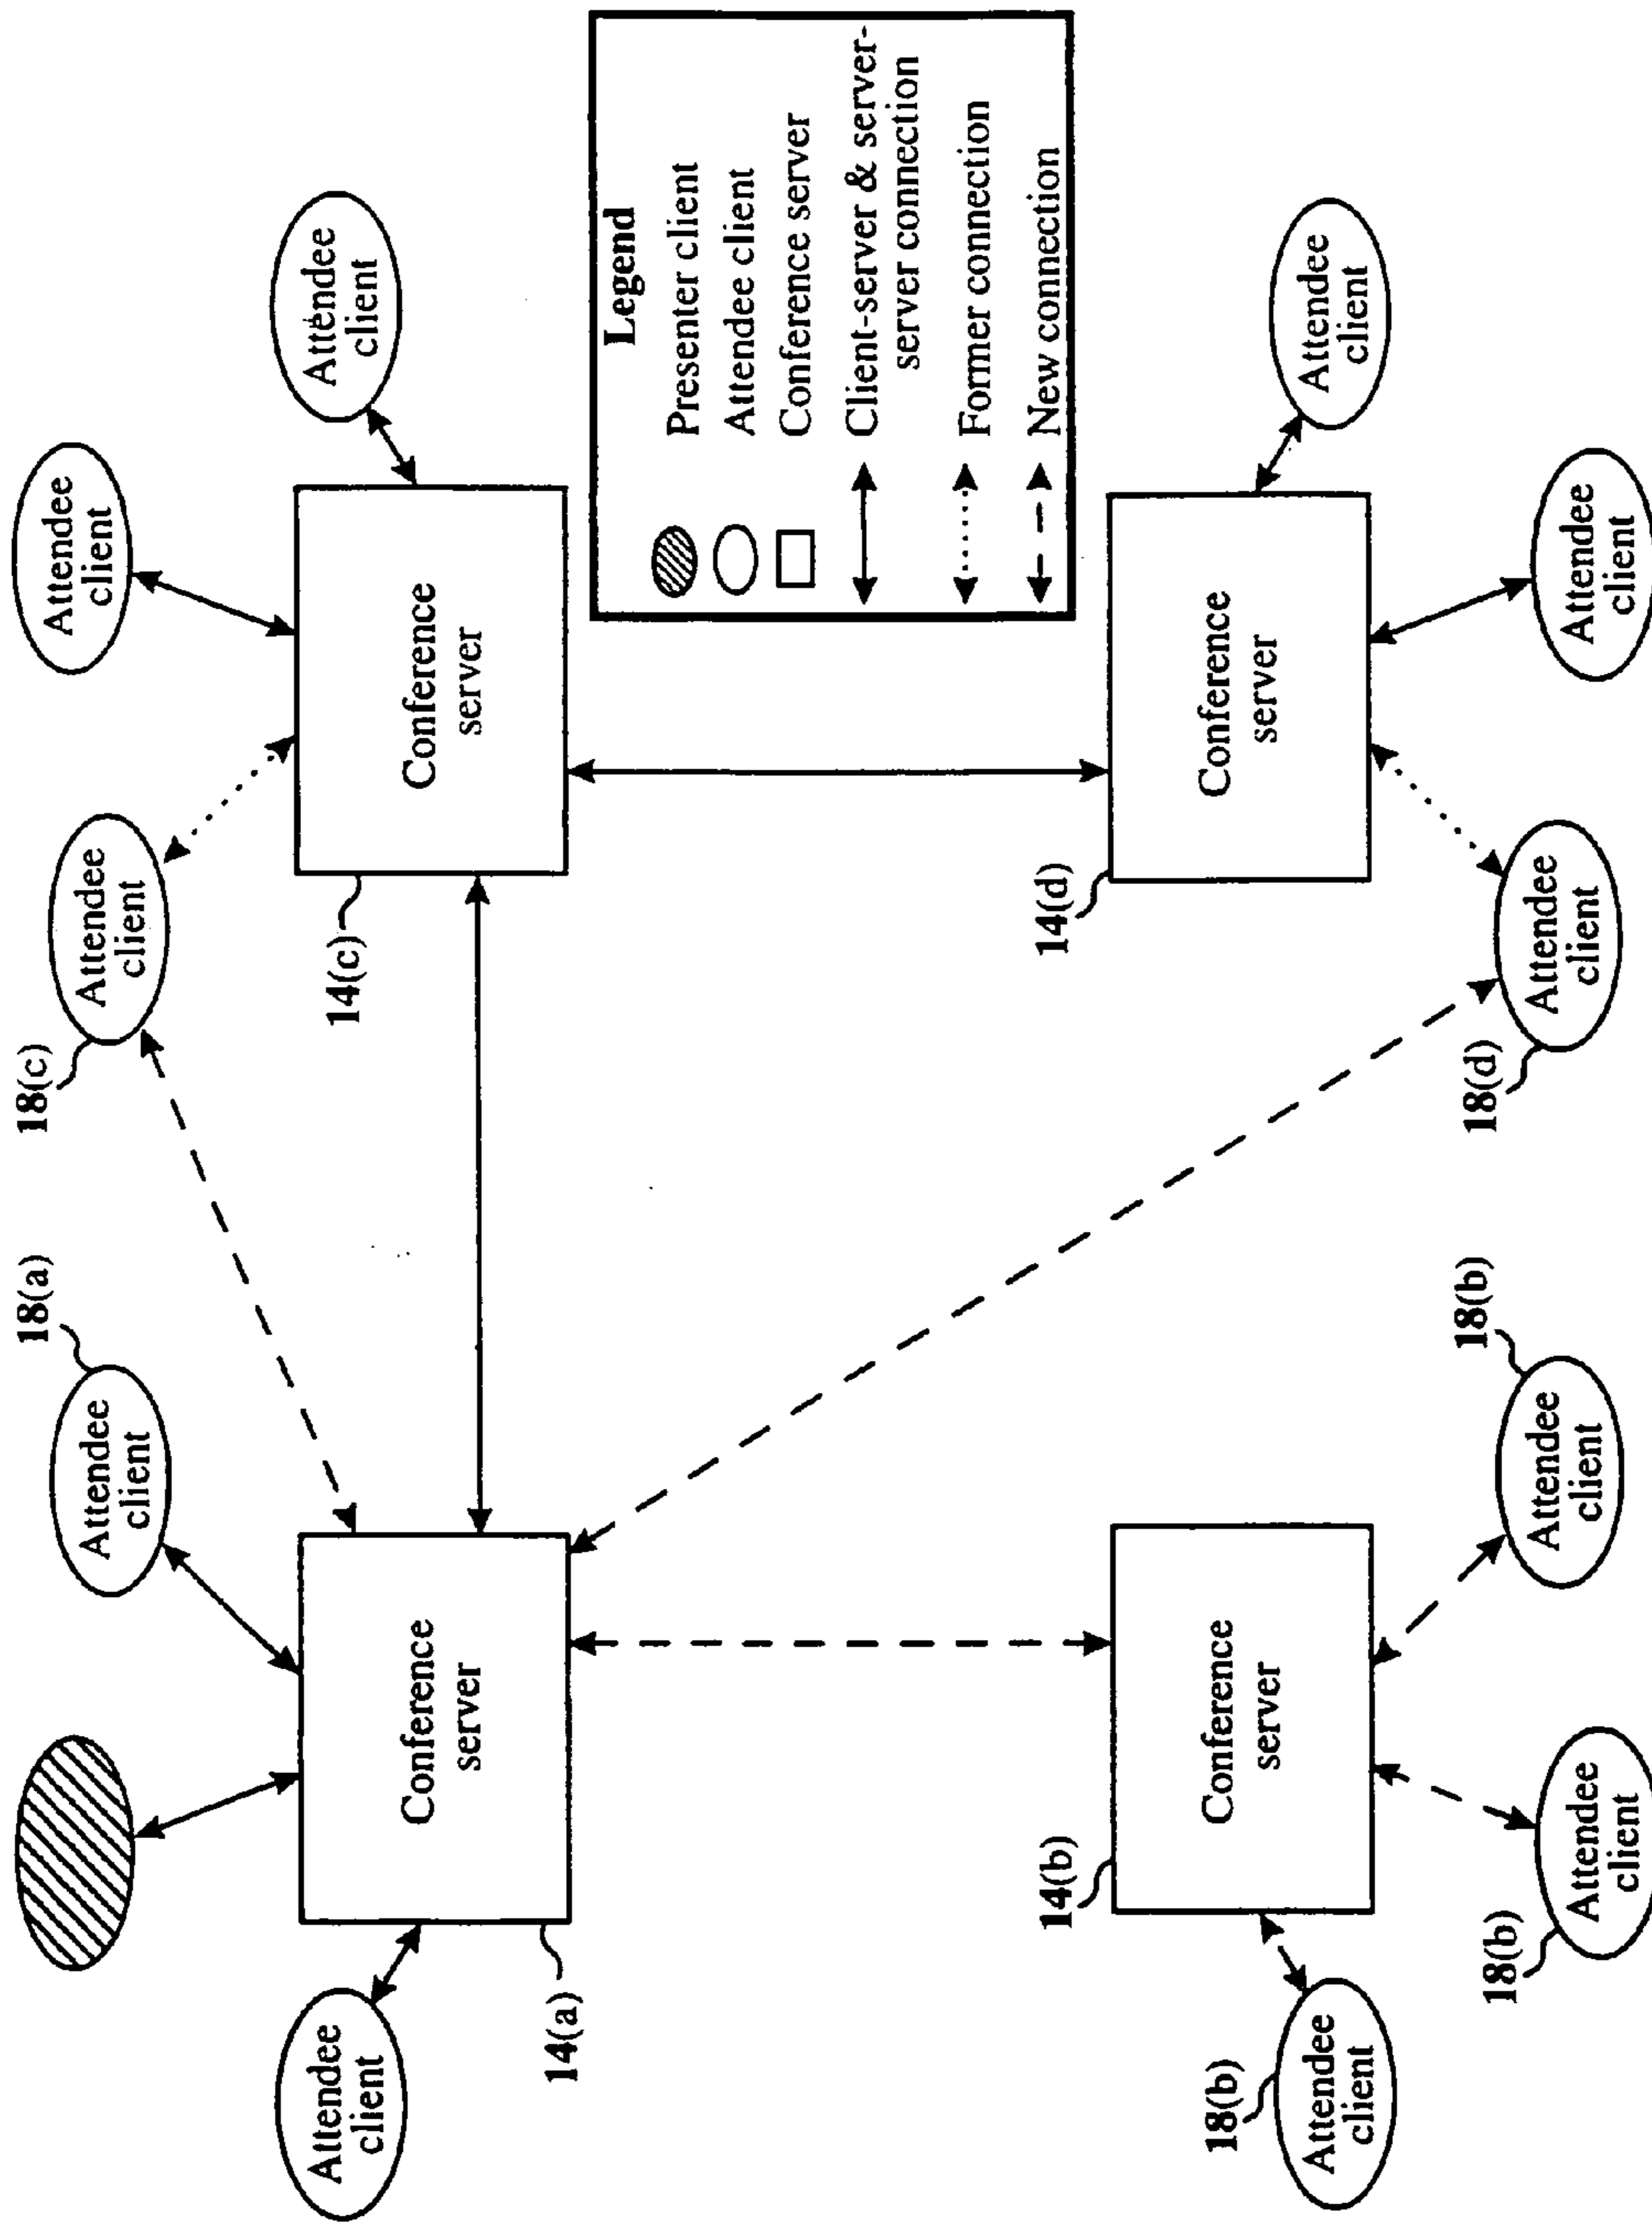 18(a)
18(c)
Attendee
client
Attendee
client
Attendee
client
Attendee
client
Attendee
client
14(c)
Conference
server
Conference
server
14(a)
Legend
Presenter client
Attendee client
Conference server
Client-server & server-
server connection
Former connection
New connection
14(b)
14(d)
Conference
server
Conference
server
18(b)
Attendee
client
Attendee
client
18(b)
18(b)
18(d)
Attendee
client
Attendee
client
Attendee
client
Attendee
client